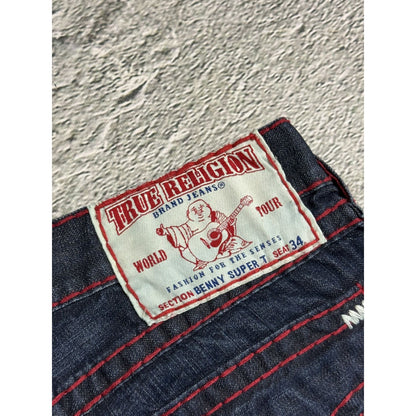 TRUE RELIGION
BRAND JEANS®
WORLD TOUR
FASHION FOR THE SENSES
SECTION BENNY SUPER T SEAT 34